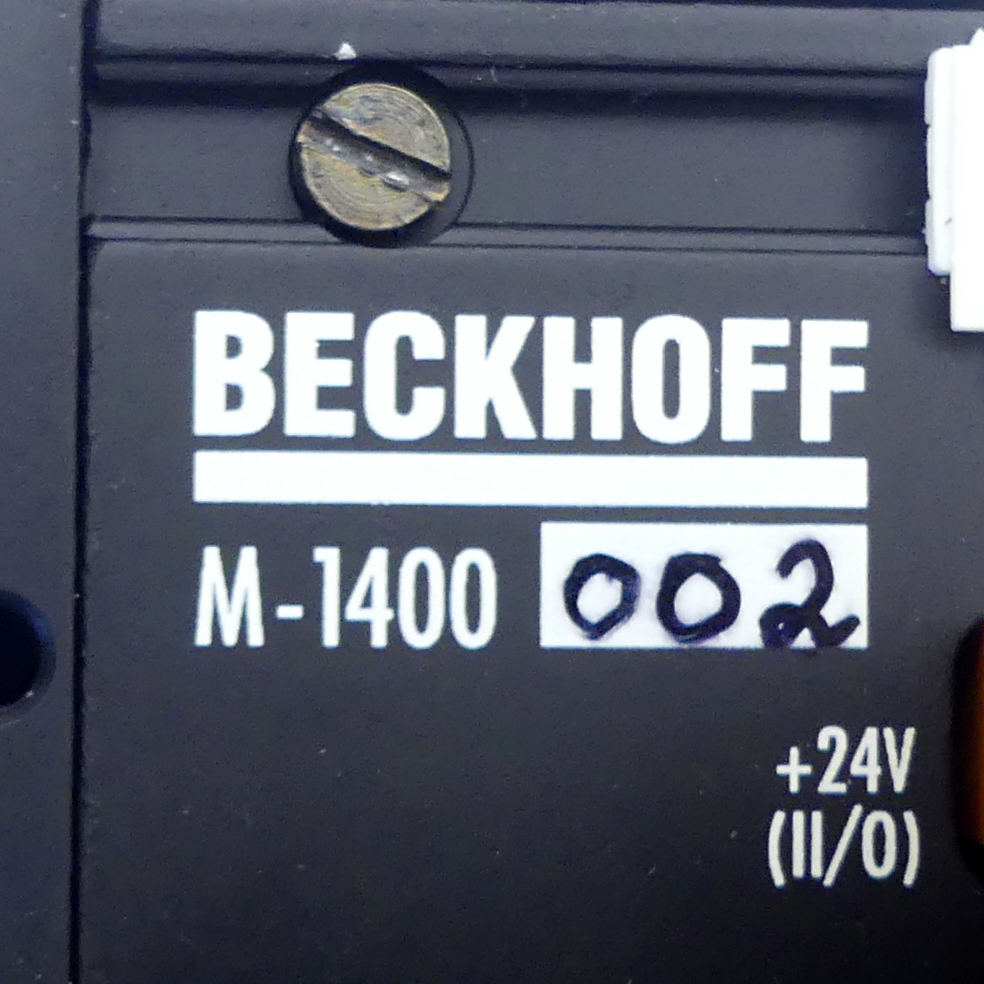 BECKHOFF
M-1400 002
+24V
(II/O)